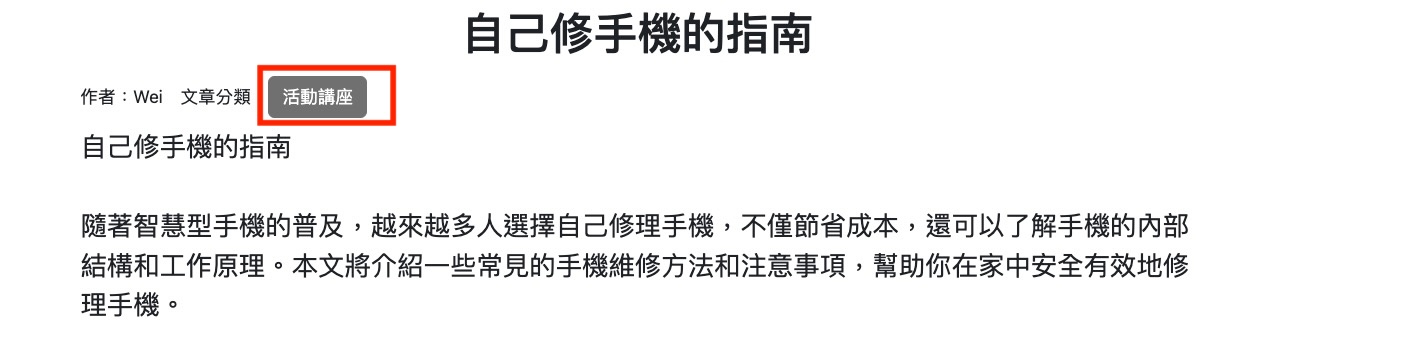 自己修手機的指南
作者：Wei 文章分類 活動講座
自己修手機的指南
隨著智慧型手機的普及，越來越多人選擇自己修理手機，不僅節省成本，還可以了解手機的內部
結構和工作原理。本文將介紹一些常見的手機維修方法和注意事項，幫助你在家中安全有效地修
理手機。